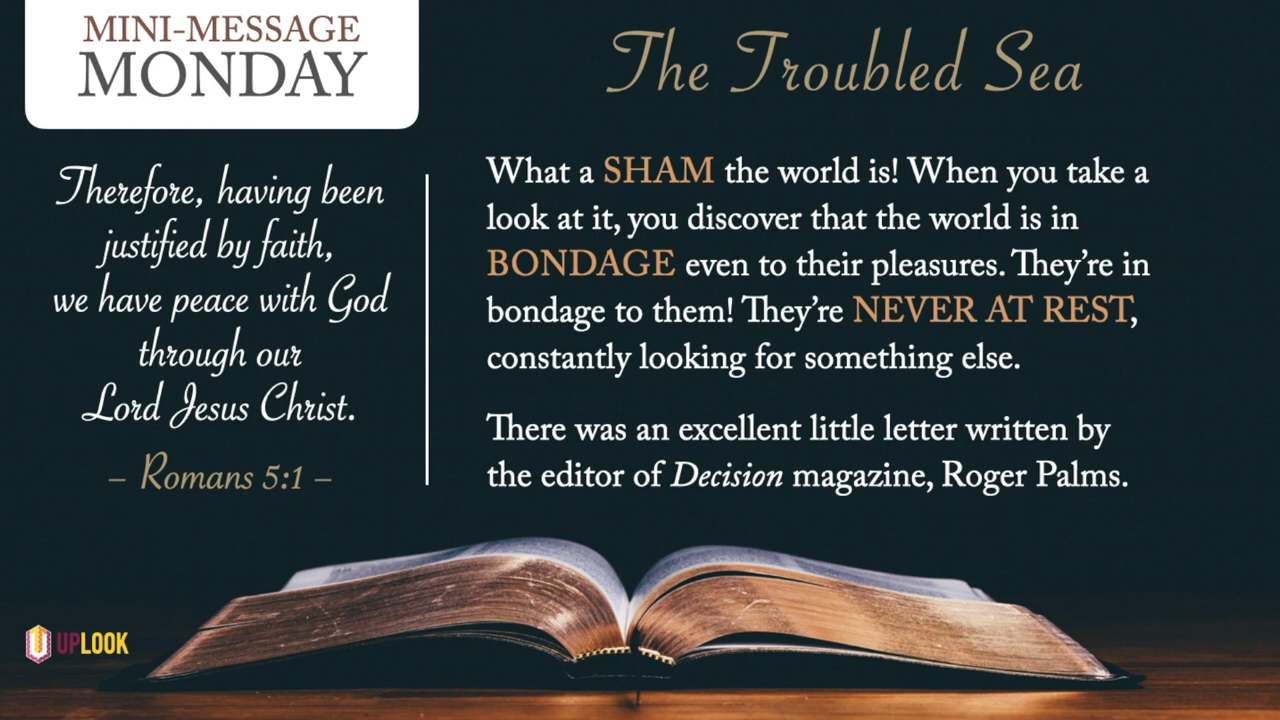 MINI-MESSAGE
MONDAY
The Troubled Sea
Therefore, having been
justified by faith,
we have peace with God
through our
Lord Jesus Christ.
– Romans 5:1 –
What a SHAM the world is! When you take a
look at it, you discover that the world is in
BONDAGE even to their pleasures. They’re in
bondage to them! They’re NEVER AT REST,
constantly looking for something else.
There was an excellent little letter written by
the editor of Decision magazine, Roger Palms.
UPLOOK